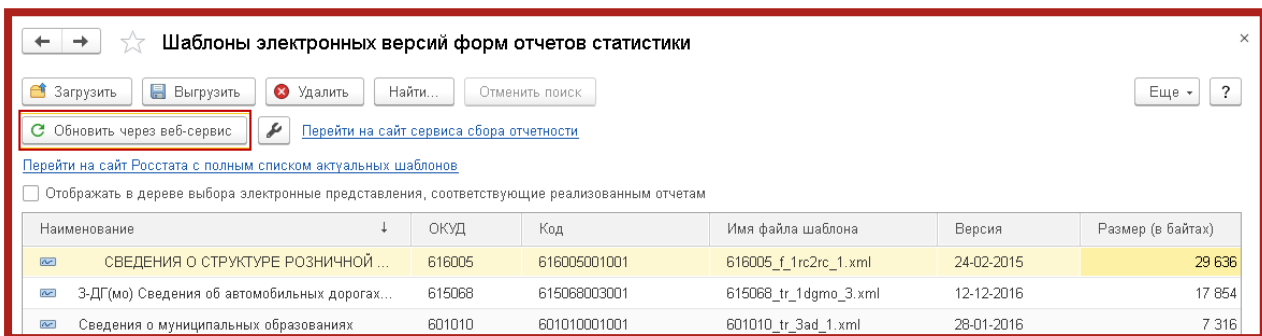 Шаблоны электронных версий форм отчетов статистики
Загрузить Выгрузить Удалить Найти... Отменить поиск Еще ?
Обновить через веб-сервис Перейти на сайт сервиса сбора отчетности
Перейти на сайт Росстата с полным списком актуальных шаблонов
Отображать в дереве выбора электронные представления, соответствующие реализованным отчетам
Наименование ↓ ОКУД Код Имя файла шаблона Версия Размер (в байтах)
СВЕДЕНИЯ О СТРУКТУРЕ РОЗНИЧНОЙ ... 616005 616005001001 616005_f_1rc2rc_1.xml 24-02-2015 29 636
3-ДГ(мо) Сведения об автомобильных дорогах... 615068 615068003001 615068_tr_1dgmo_3.xml 12-12-2016 17 854
Сведения о муниципальных образованиях 601010 601010001001 601010_tr_3ad_1.xml 28-01-2016 7 316